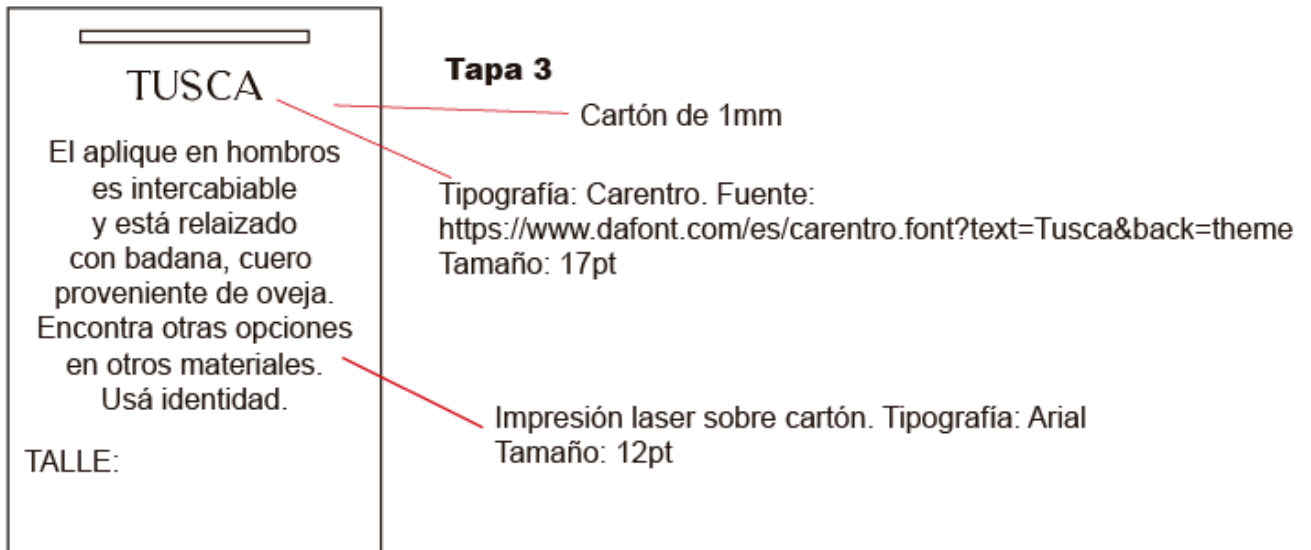 TUSCA
El aplique en hombros
es intercabiable
y está relaizado
con badana, cuero
proveniente de oveja.
Encontra otras opciones
en otros materiales.
Usá identidad.
TALLE:
Tapa 3
Cartón de 1mm
Tipografía: Carentro. Fuente:
https://www.dafont.com/es/carentro.font?text=Tusca&back=theme
Tamaño: 17pt
Impresión laser sobre cartón. Tipografía: Arial
Tamaño: 12pt